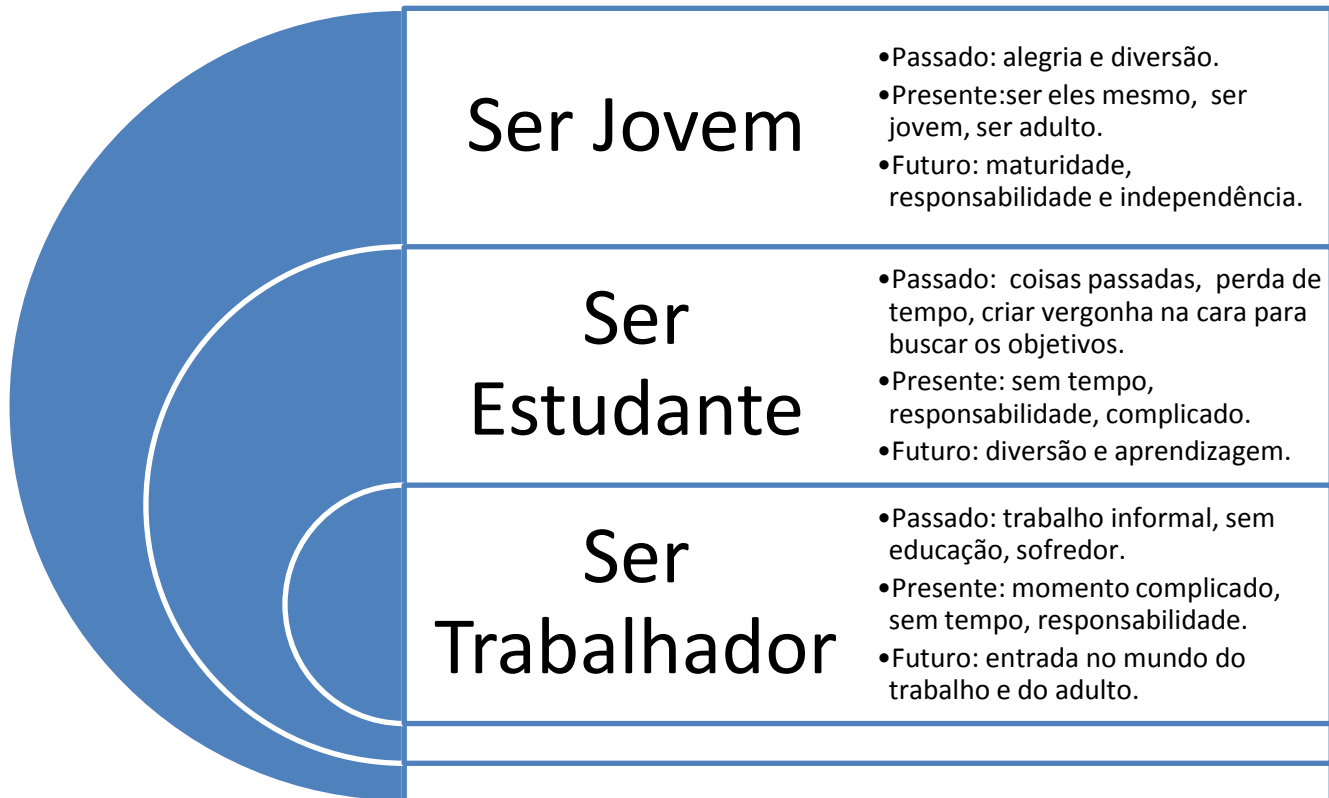 Ser Jovem
•Passado: alegria e diversão.
•Presente:ser eles mesmo, ser
jovem, ser adulto.
•Futuro: maturidade,
responsabilidade e independência.
Ser
Estudante
•Passado: coisas passadas, perda de
tempo, criar vergonha na cara para
buscar os objetivos.
•Presente: sem tempo,
responsabilidade, complicado.
•Futuro: diversão e aprendizagem.
Ser
Trabalhador
•Passado: trabalho informal, sem
educação, sofredor.
•Presente: momento complicado,
sem tempo, responsabilidade.
•Futuro: entrada no mundo do
trabalho e do adulto.